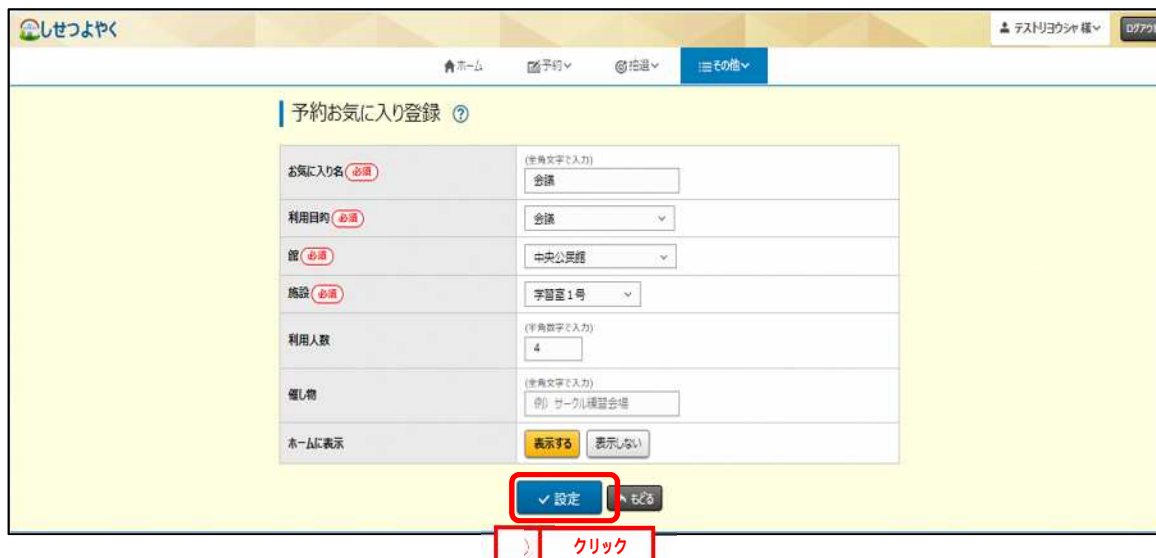 しせつよやく
テストリヨウシャ 様
ログアウト
ホーム 予約 抽選 その他
予約お気に入り登録 ?
お気に入り名 必須
(全角文字で入力)
会議
利用目的 必須
会議
館 必須
中央公民館
施設 必須
学習室1号
利用人数
(半角数字で入力)
4
催し物
(全角文字で入力)
例) サークル練習会場
ホームに表示
表示する 表示しない
設定 もどる
) クリック